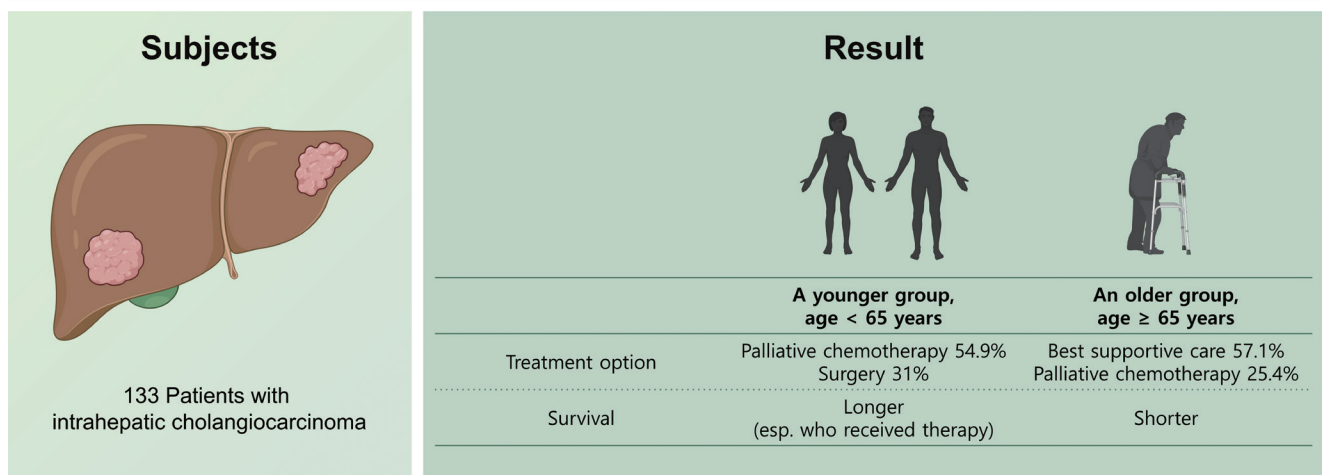 Subjects
133 Patients with
intrahepatic cholangiocarcinoma
Result
A younger group,
age < 65 years
An older group,
age ≥ 65 years
Treatment option
Palliative chemotherapy 54.9%
Surgery 31%
Best supportive care 57.1%
Palliative chemotherapy 25.4%
Survival
Longer
(esp. who received therapy)
Shorter